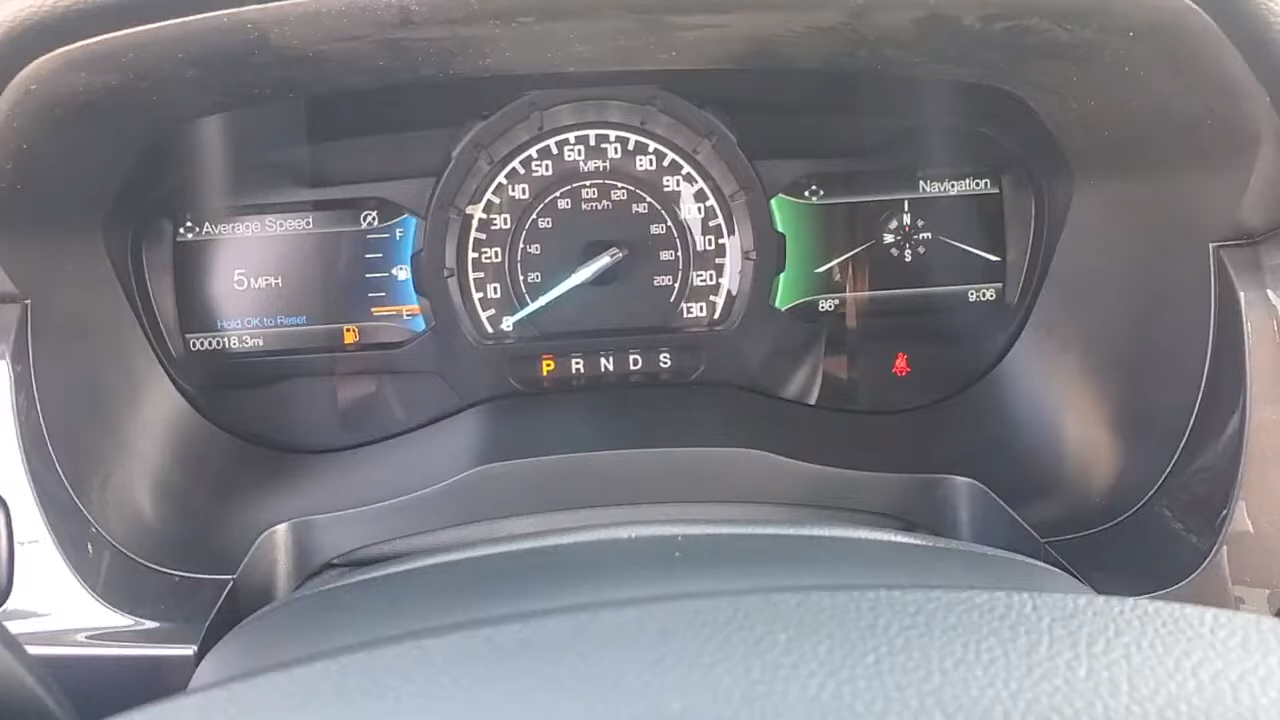 Average Speed
F
5 MPH
E
Hold OK to Reset
000018.3mi
0 10 20 30 40 50 60 70 80 90 100 110 120 130
MPH
20 40 60 80 100 120 140 160 180 200
km/h
P R N D S
Navigation
N
W E
S
86° 9:06